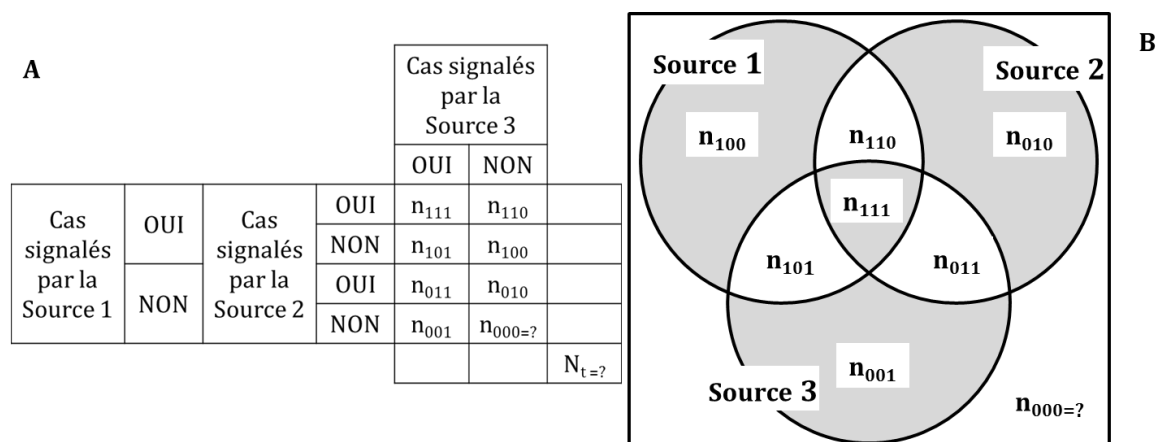 A
Cas signalés
par la
Source 3
OUI NON
Cas
signalés
par la
Source 1
OUI
NON
Cas
signalés
par la
Source 2
OUI n111 n110
NON n101 n100
OUI n011 n010
NON n001 n000=?
Nt=?
B
Source 1
Source 2
n100
n110
n010
n111
n101
n011
n001
Source 3
n000=?